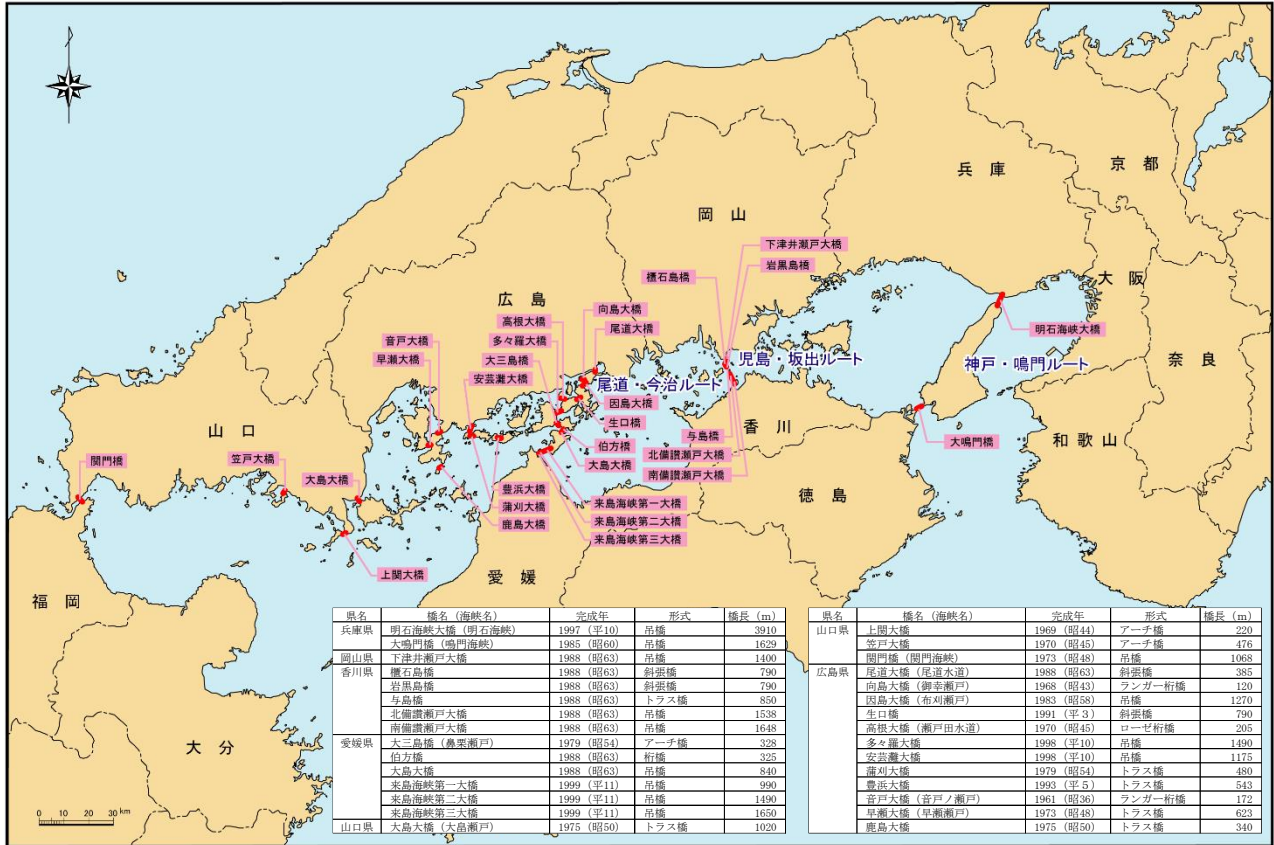 兵 庫
京 都
岡 山
下津井瀬戸大橋
岩黒島橋
櫃石島橋
大 阪
広 島
向島大橋
高根大橋
尾道大橋
音戸大橋
多々羅大橋
早瀬大橋
大三島橋
安芸灘大橋
明石海峡大橋
児島・坂出ルート
神戸・鳴門ルート
奈 良
尾道・今治ルート
因島大橋
生口橋
伯方橋
大島大橋
与島橋
香 川
北備讃瀬戸大橋
南備讃瀬戸大橋
大鳴門橋
和歌山
山 口
関門橋
笠戸大橋
大島大橋
豊浜大橋
蒲刈大橋
鹿島大橋
来島海峡第一大橋
来島海峡第二大橋
来島海峡第三大橋
徳 島
上関大橋
愛 媛
福 岡
大 分
0 10 20 30 km
県名 橋名（海峡名） 完成年 形式 橋長（m）
兵庫県 明石海峡大橋（明石海峡） 1997（平10） 吊橋 3910
大鳴門橋（鳴門海峡） 1985（昭60） 吊橋 1629
岡山県 下津井瀬戸大橋 1988（昭63） 吊橋 1400
香川県 櫃石島橋 1988（昭63） 斜張橋 790
岩黒島橋 1988（昭63） 斜張橋 790
与島橋 1988（昭63） トラス橋 850
北備讃瀬戸大橋 1988（昭63） 吊橋 1538
南備讃瀬戸大橋 1988（昭63） 吊橋 1648
愛媛県 大三島橋（鼻栗瀬戸） 1979（昭54） アーチ橋 328
伯方橋 1988（昭63） 桁橋 325
大島大橋 1988（昭63） 吊橋 840
来島海峡第一大橋 1999（平11） 吊橋 990
来島海峡第二大橋 1999（平11） 吊橋 1490
来島海峡第三大橋 1999（平11） 吊橋 1650
山口県 大島大橋（大畠瀬戸） 1975（昭50） トラス橋 1020
県名 橋名（海峡名） 完成年 形式 橋長（m）
山口県 上関大橋 1969（昭44） アーチ橋 220
笠戸大橋 1970（昭45） アーチ橋 476
関門橋（関門海峡） 1973（昭48） 吊橋 1068
広島県 尾道大橋（尾道水道） 1988（昭63） 斜張橋 385
向島大橋（御幸瀬戸） 1968（昭43） ランガー桁橋 120
因島大橋（布刈瀬戸） 1983（昭58） 吊橋 1270
生口橋 1991（平３） 斜張橋 790
高根大橋（瀬戸田水道） 1970（昭45） ローゼ桁橋 205
多々羅大橋 1998（平10） 吊橋 1490
安芸灘大橋 1998（平10） 吊橋 1175
蒲刈大橋 1979（昭54） トラス橋 480
豊浜大橋 1993（平５） トラス橋 543
音戸大橋（音戸ノ瀬戸） 1961（昭36） ランガー桁橋 172
早瀬大橋（早瀬瀬戸） 1973（昭48） トラス橋 623
鹿島大橋 1975（昭50） トラス橋 340